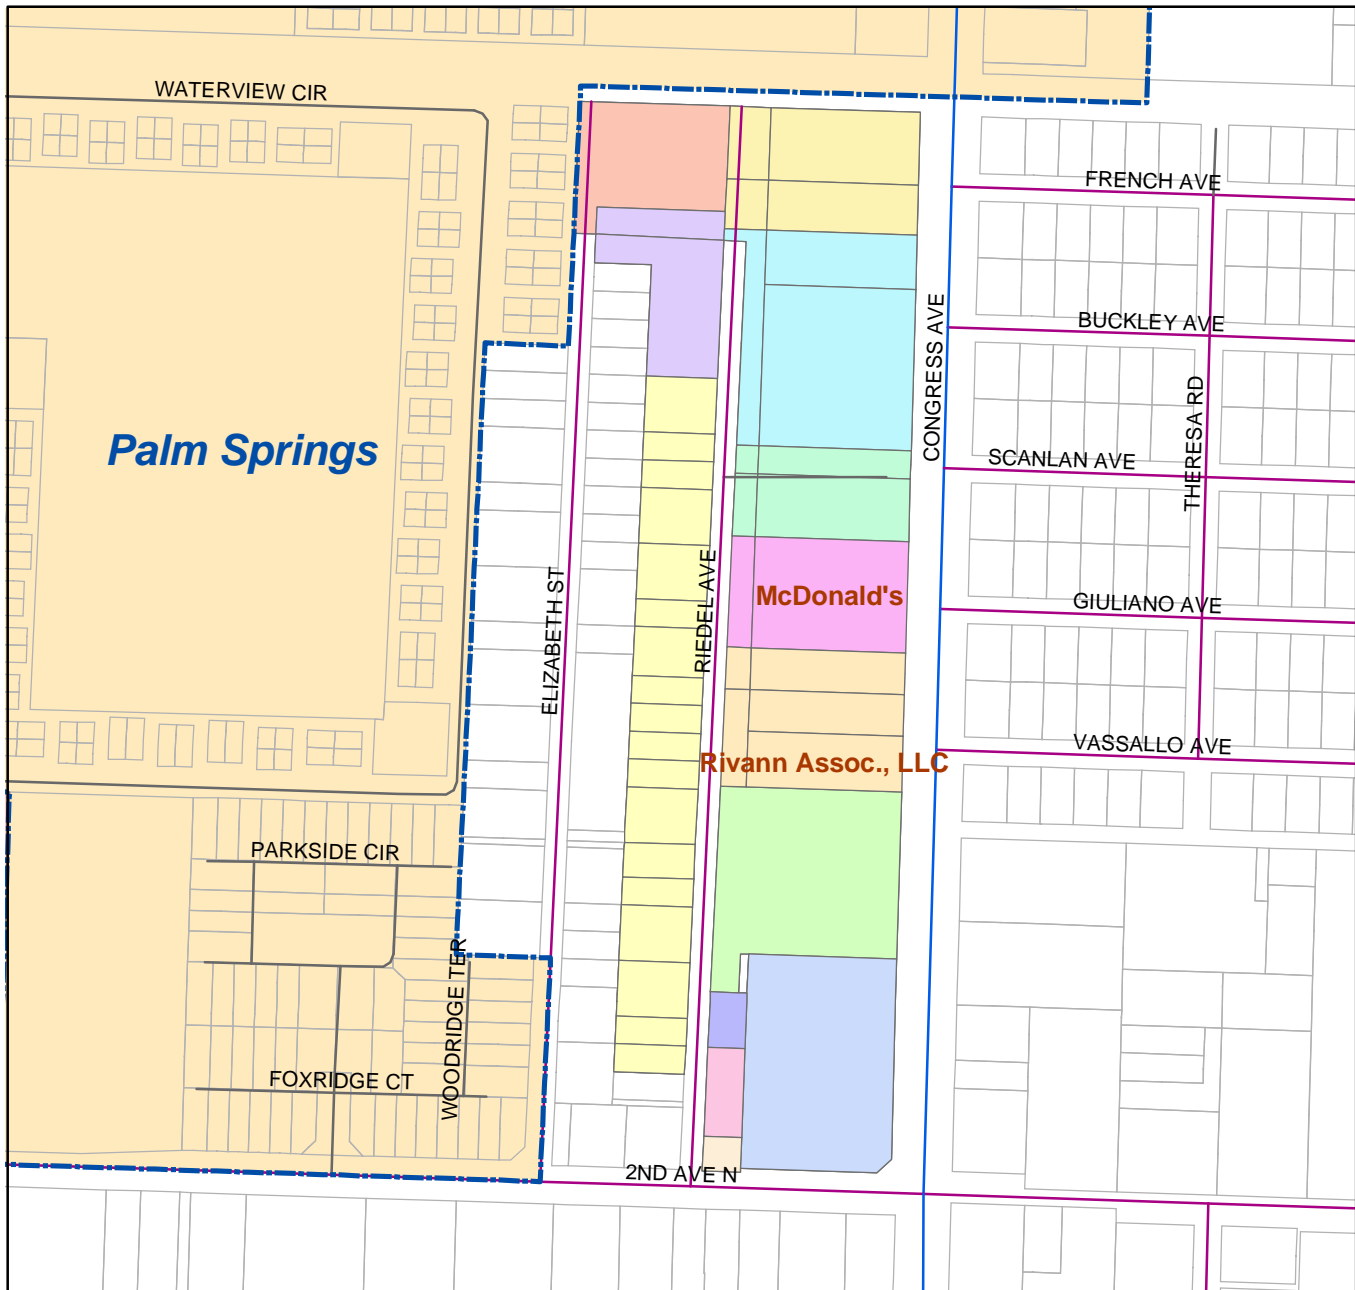 WATERVIEW CIR
FRENCH AVE
BUCKLEY AVE
CONGRESS AVE
THERESA RD
Palm Springs
SCANLAN AVE
ELIZABETH ST
RIEDEL AVE
McDonald's
GIULIANO AVE
VASSALLO AVE
Rivann Assoc., LLC
PARKSIDE CIR
WOODRIDGE TER
FOXRIDGE CT
2ND AVE N